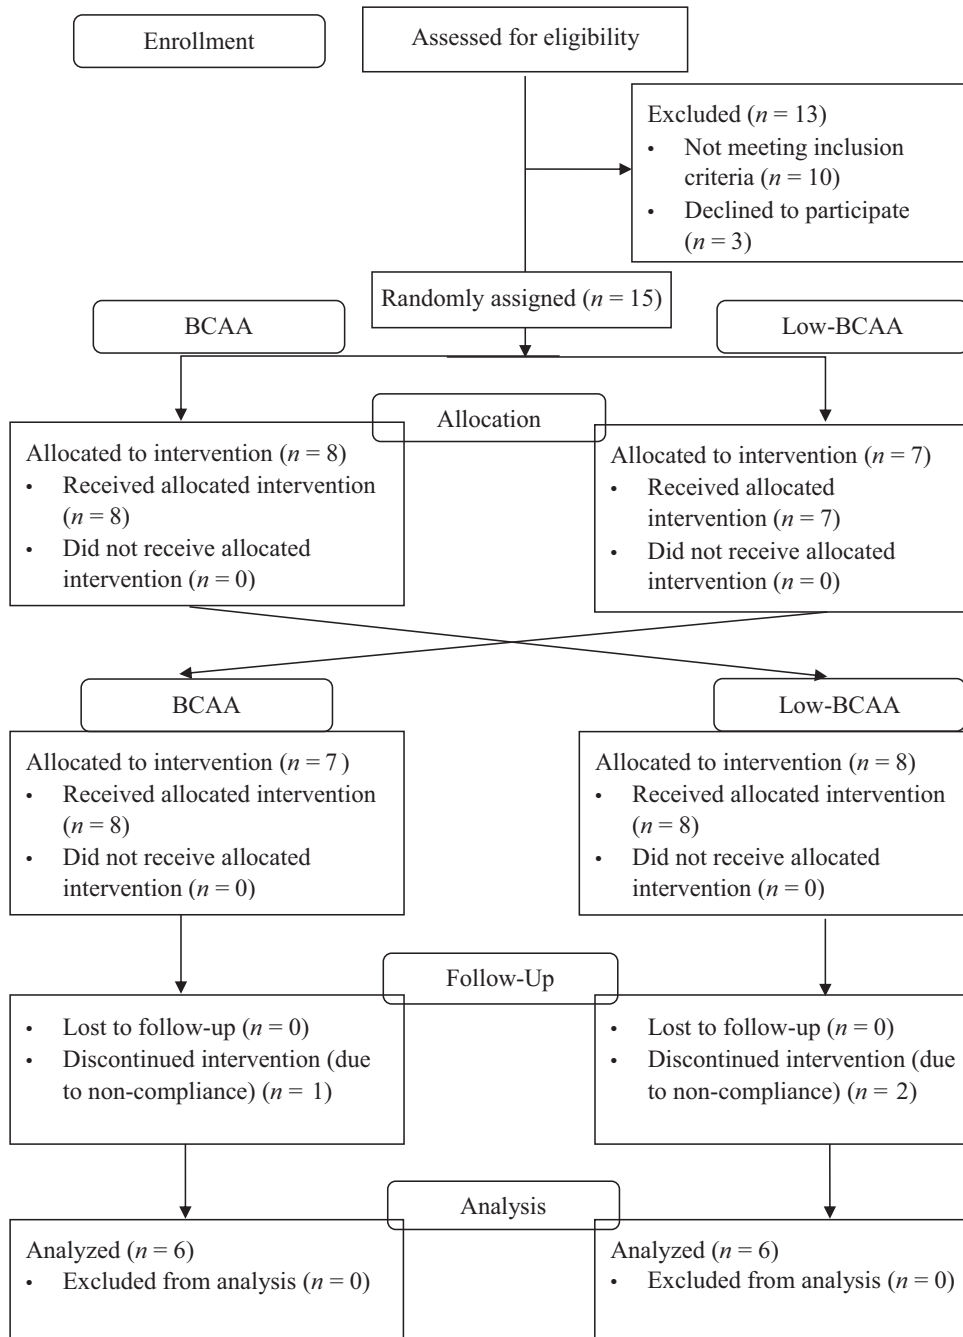 Enrollment
Assessed for eligibility
Excluded (n = 13)
• Not meeting inclusion
criteria (n = 10)
• Declined to participate
(n = 3)
Randomly assigned (n = 15)
BCAA
Low-BCAA
Allocation
Allocated to intervention (n = 8)
• Received allocated intervention
(n = 8)
• Did not receive allocated
intervention (n = 0)
Allocated to intervention (n = 7)
• Received allocated
intervention (n = 7)
• Did not receive allocated
intervention (n = 0)
BCAA
Low-BCAA
Allocated to intervention (n = 7 )
• Received allocated intervention
(n = 8)
• Did not receive allocated
intervention (n = 0)
Allocated to intervention (n = 8)
• Received allocated intervention
(n = 8)
• Did not receive allocated
intervention (n = 0)
Follow-Up
• Lost to follow-up (n = 0)
• Discontinued intervention (due
to non-compliance) (n = 1)
• Lost to follow-up (n = 0)
• Discontinued intervention (due
to non-compliance) (n = 2)
Analysis
Analyzed (n = 6)
• Excluded from analysis (n = 0)
Analyzed (n = 6)
• Excluded from analysis (n = 0)